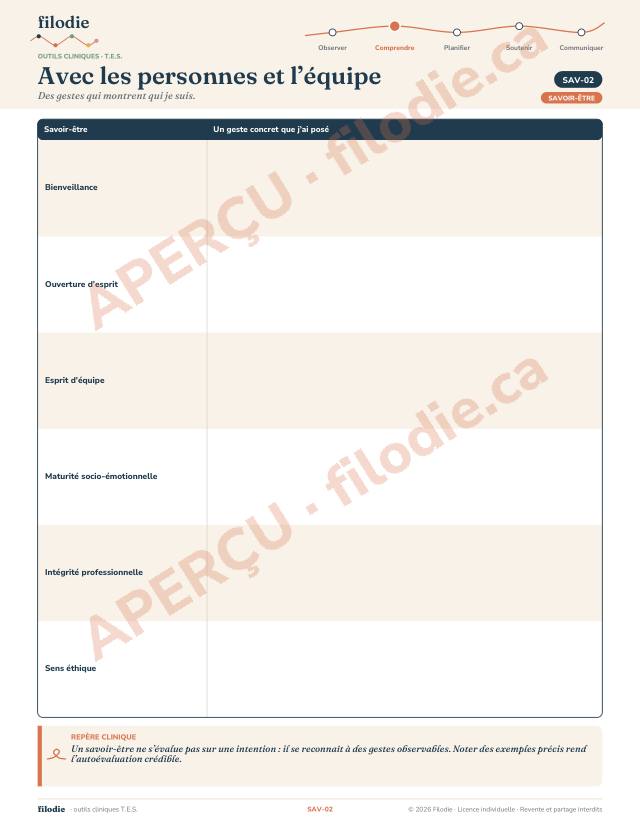 filodie
OUTILS CLINIQUES · T.E.S.
Observer Comprendre Planifier Soutenir Communiquer
Avec les personnes et l’équipe
Des gestes qui montrent qui je suis.
SAV-02
SAVOIR-ÊTRE
Savoir-être Un geste concret que j’ai posé
Bienveillance
Ouverture d’esprit
Esprit d’équipe
Maturité socio-émotionnelle
Intégrité professionnelle
Sens éthique
APERÇU · filodie.ca
APERÇU · filodie.ca
REPÈRE CLINIQUE
Un savoir-être ne s’évalue pas sur une intention : il se reconnaît à des gestes observables. Noter des exemples précis rend
l’autoévaluation crédible.
filodie · outils cliniques T.E.S. SAV-02 © 2026 Filodie · Licence individuelle · Revente et partage interdits